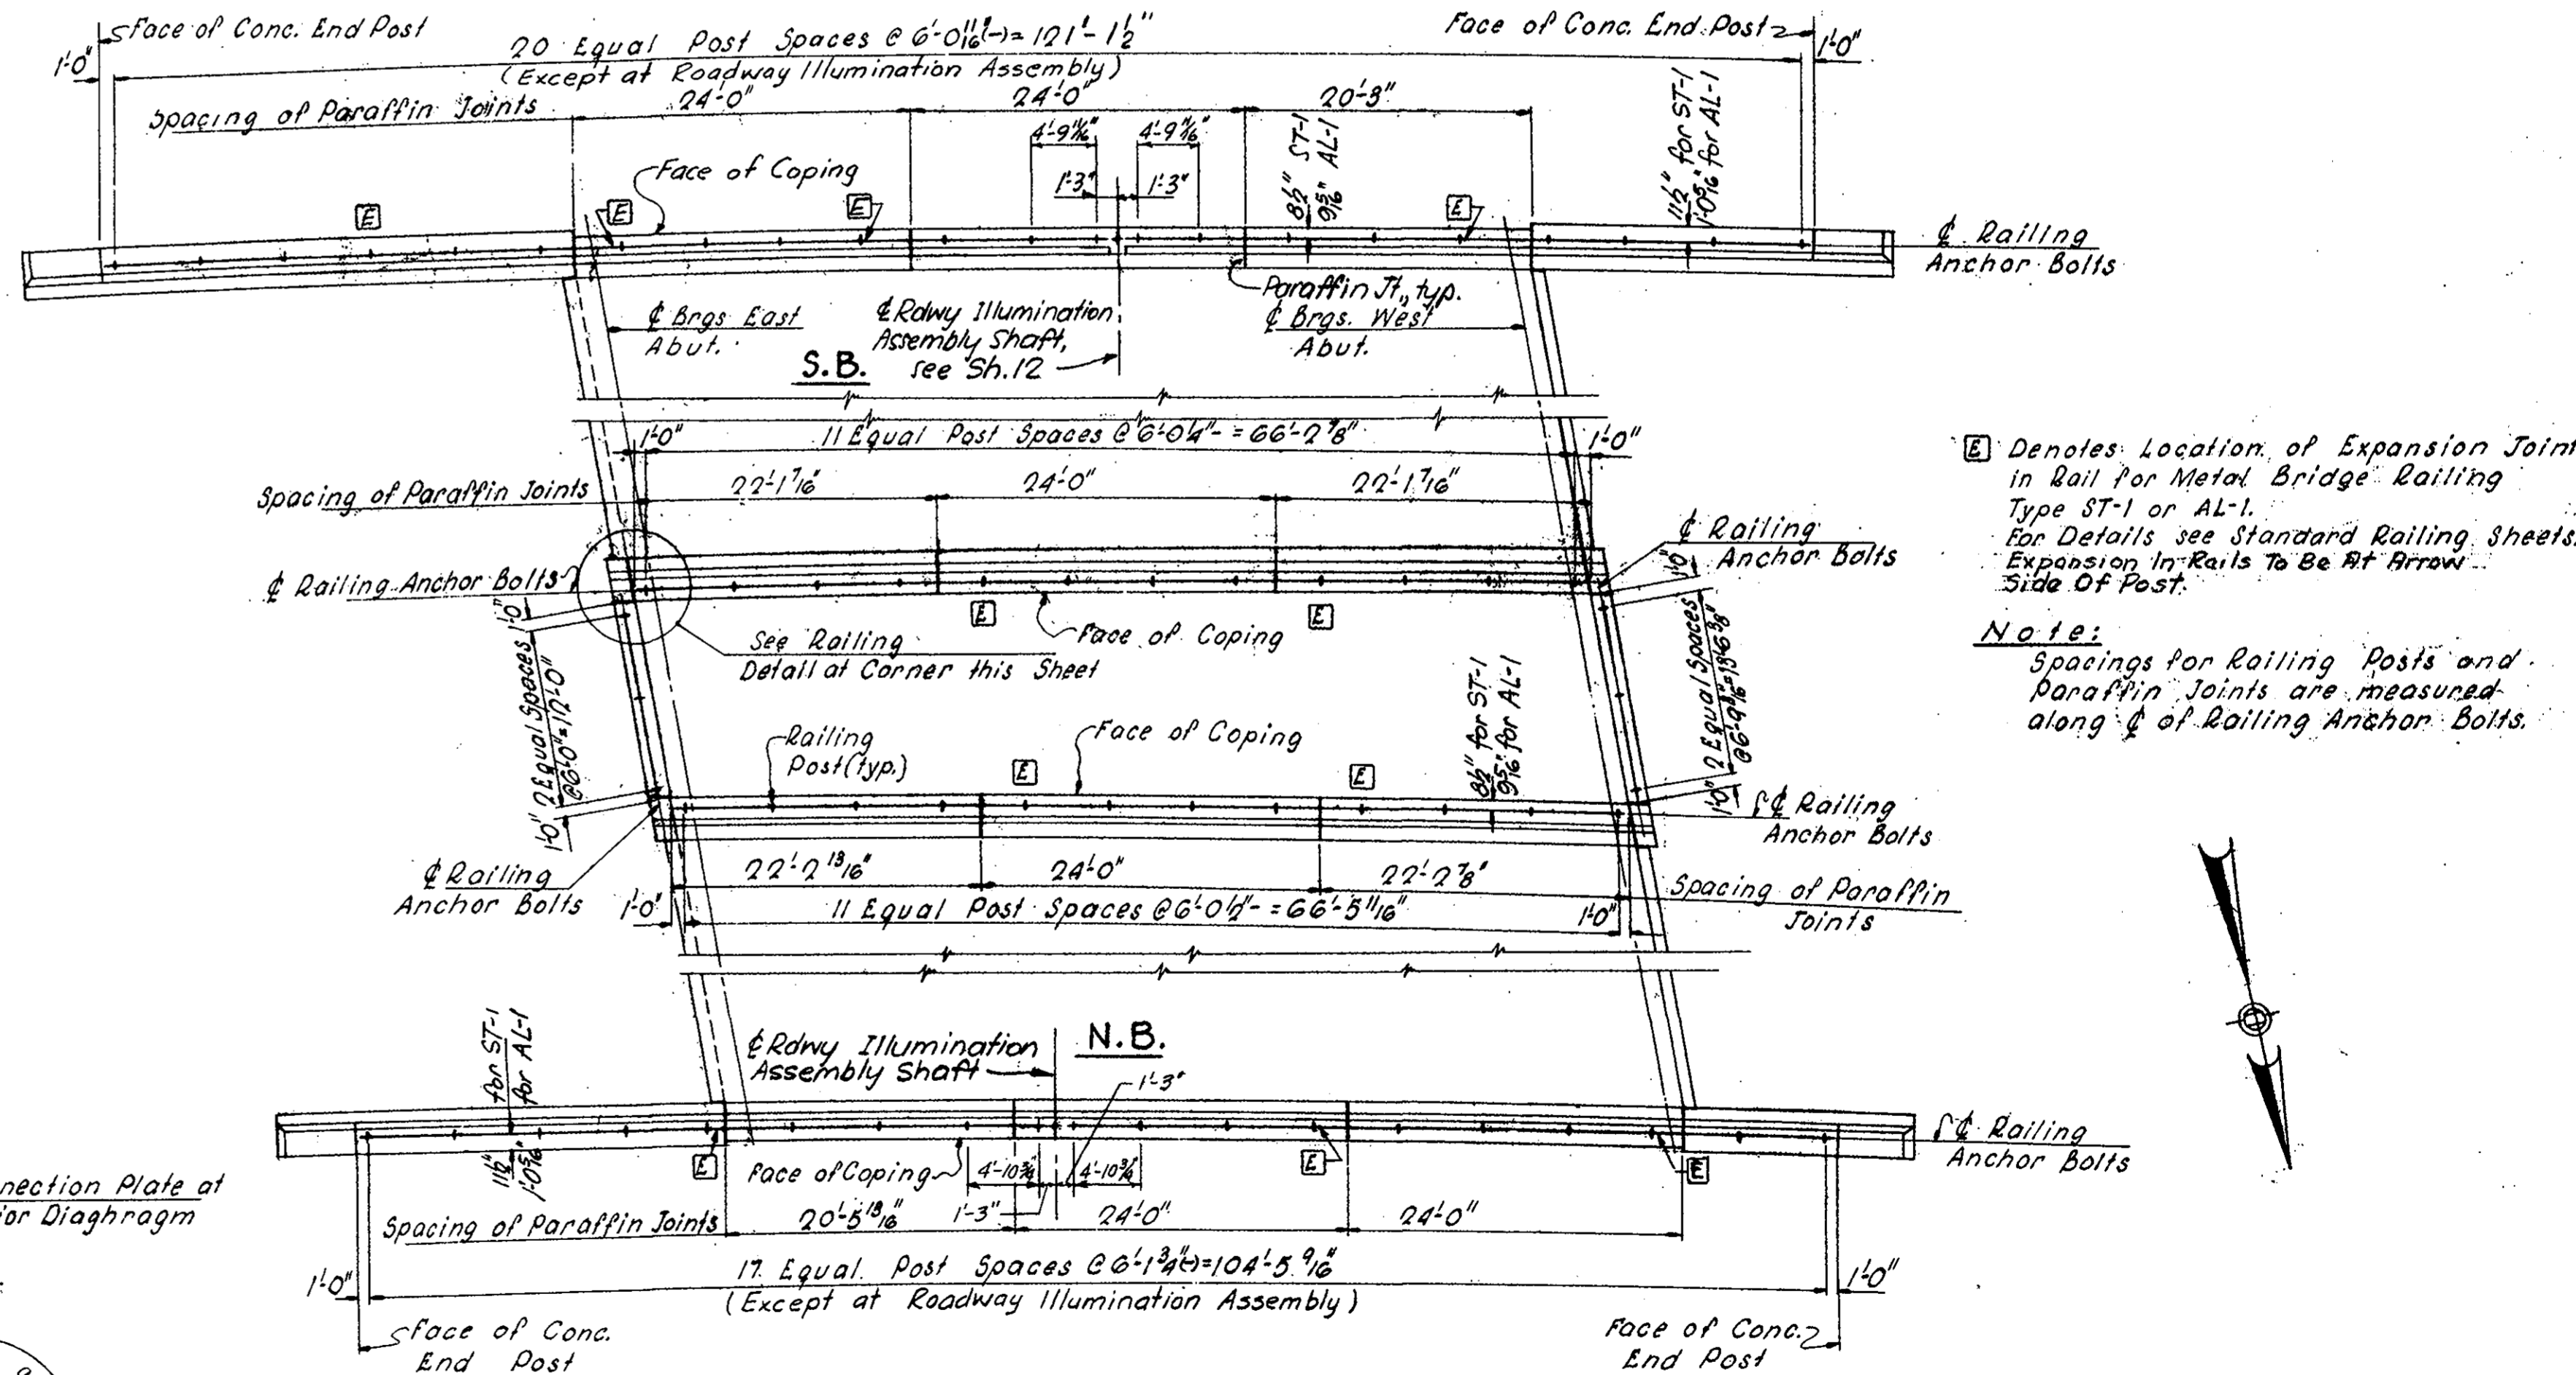 Face of Conc. End Post
20 Equal Post Spaces @ 6'-0 11/16"(-)= 121'-1 1/2"
(Except at Roadway Illumination Assembly)
Face of Conc. End Post
1'-0"
1'-0"
Spacing of Paraffin Joints
24'-0"
24'-0"
20'-3"
4'-9 11/16"
4'-9 11/16"
1'-3"
1'-3"
8 1/2" ST-1
9 5/16" AL-1
11 1/2" for ST-1
1'-0 5/16" for AL-1
Face of Coping
E
E
E
E
℄ Railing
Anchor Bolts
℄ Brgs. East
Abut.
℄ Rdwy Illumination
Assembly Shaft,
see Sh. 12
Paraffin Jt., typ.
℄ Brgs. West
Abut.
S.B.
1'-0"
11 Equal Post Spaces @ 6'-0 1/4"- = 66'-2 7/8"
1'-0"
Spacing of Paraffin Joints
22'-1 7/16"
24'-0"
22'-1 7/16"
℄ Railing
Anchor Bolts
℄ Railing Anchor Bolts
E
E
Face of Coping
See Railing
Detail at Corner this Sheet
1'-0"
2 Equal Spaces
@ 6'-0" = 12'-0"
1'-0"
1'-0"
2 Equal Spaces
@ 6'-9 3/16" = 13'-6 3/8"
1'-0"
E Denotes Location of Expansion Joint
in Rail for Metal Bridge Railing
Type ST-1 or AL-1.
For Details see Standard Railing Sheets.
Expansion In Rails To Be At Arrow
Side Of Post.
Note:
Spacings for Railing Posts and
Paraffin Joints are measured
along ℄ of Railing Anchor Bolts.
Railing
Post (typ.)
E
Face of Coping
E
8 1/2" for ST-1
9 5/16" for AL-1
℄ Railing
Anchor Bolts
℄ Railing
Anchor Bolts
22'-2 13/16"
24'-0"
22'-2 7/8"
Spacing of Paraffin
Joints
1'-0"
11 Equal Post Spaces @ 6'-0 1/2"- = 66'-5 11/16"
1'-0"
℄ Rdwy Illumination
Assembly Shaft
N.B.
1'-3"
for ST-1
for AL-1
11 1/2"
1'-0 5/16"
E
Face of Coping
4'-10 3/4"
4'-10 3/4"
E
E
℄ Railing
Anchor Bolts
nection Plate at
or Diaghragm
Spacing of Paraffin Joints
20'-5 13/16"
1'-3"
24'-0"
24'-0"
17 Equal Post Spaces @ 6'-1 3/4"(-)=104'-5 9/16"
(Except at Roadway Illumination Assembly)
1'-0"
1'-0"
Face of Conc.
End Post
Face of Conc.
End Post